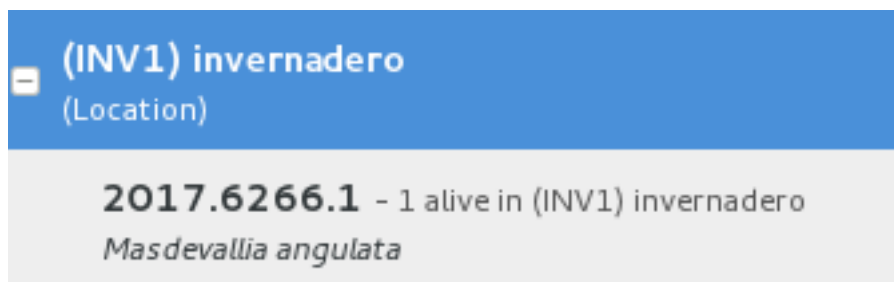 (INV1) invernadero
(Location)
2017.6266.1 - 1 alive in (INV1) invernadero
Masdevallia angulata